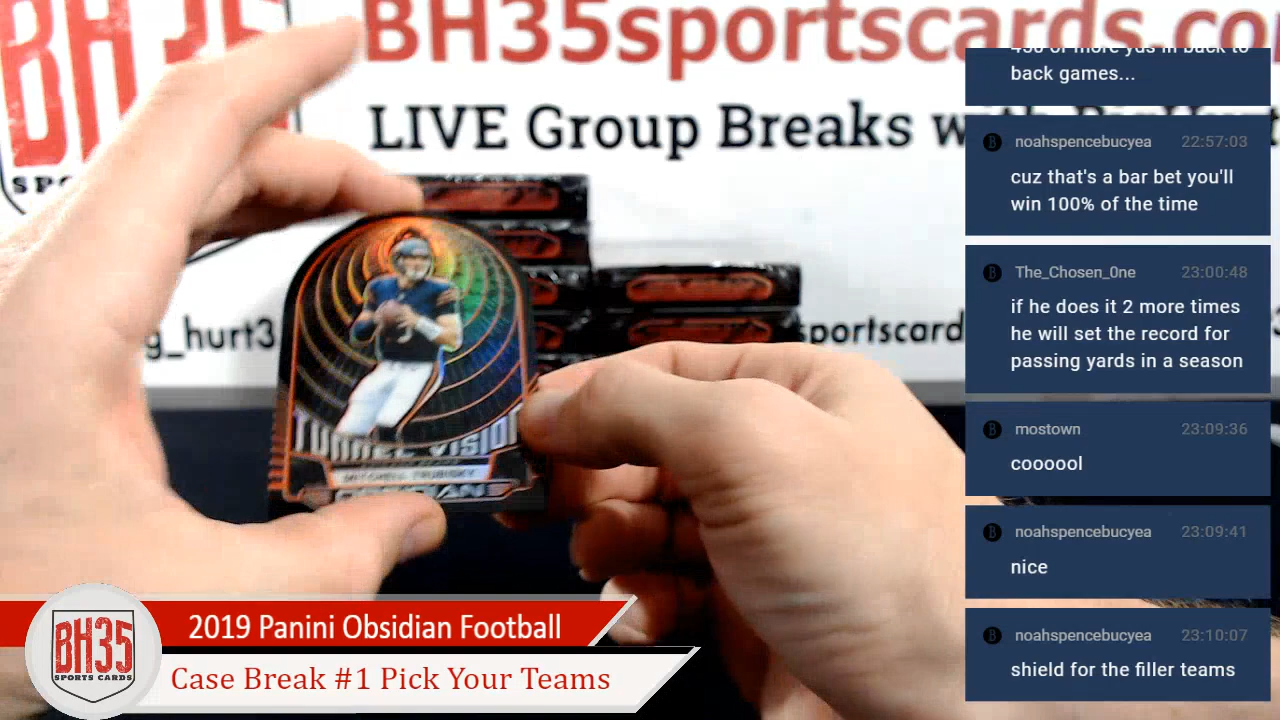 BH35
BH35sportscards.co
LIVE Group Breaks
g_hurt3
sportscard
TUNNEL VISION
MITCHELL TRUBISKY
OBSIDIAN
3
back games...
noahspencebucyea 22:57:03
cuz that's a bar bet you'll
win 100% of the time
The_Chosen_0ne 23:00:48
if he does it 2 more times
he will set the record for
passing yards in a season
mostown 23:09:36
coooool
noahspencebucyea 23:09:41
nice
noahspencebucyea 23:10:07
shield for the filler teams
BH35
SPORTS CARDS
2019 Panini Obsidian Football
Case Break #1 Pick Your Teams